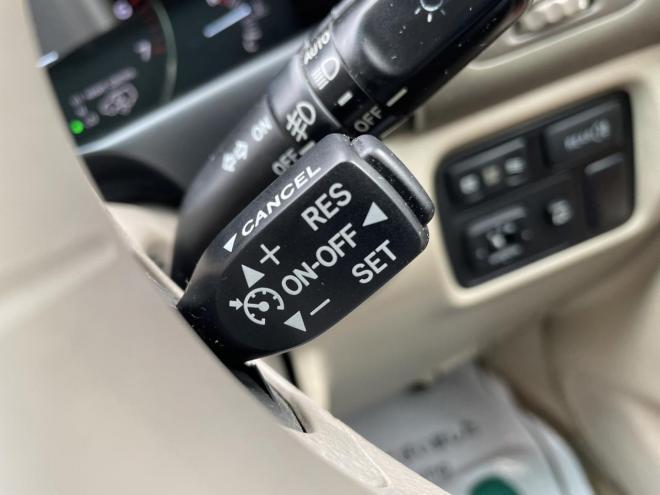 AUTO
ON
OFF
OFF
CANCEL
+ RES
ON-OFF
− SET